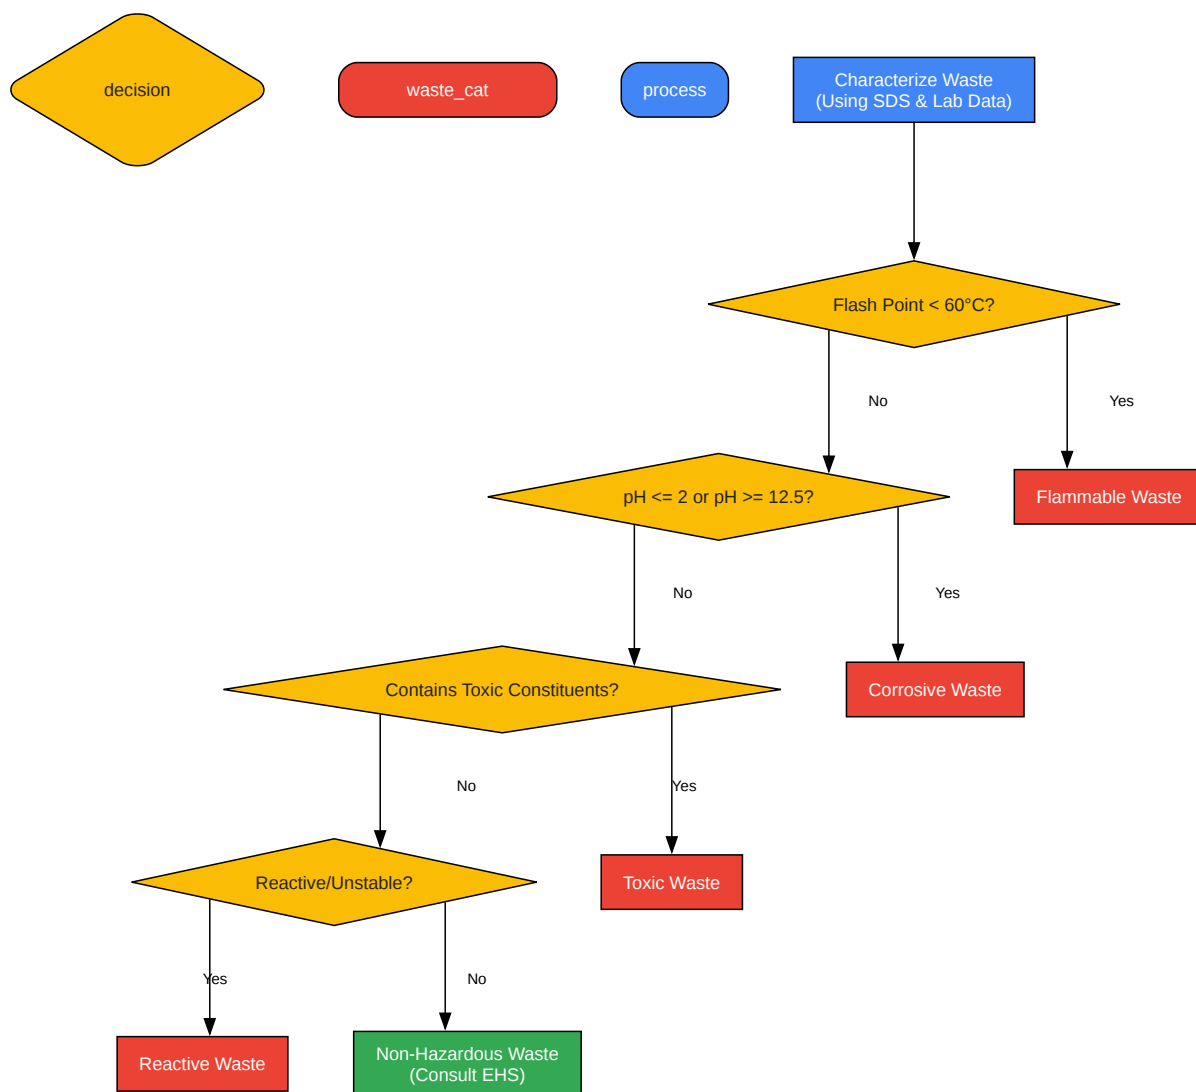 decision
waste_cat
process
Characterize Waste
(Using SDS & Lab Data)
Flash Point < 60°C?
No
Yes
pH <= 2 or pH >= 12.5?
Flammable Waste
No
Yes
Contains Toxic Constituents?
Corrosive Waste
No
Yes
Reactive/Unstable?
Toxic Waste
Yes
No
Reactive Waste
Non-Hazardous Waste
(Consult EHS)